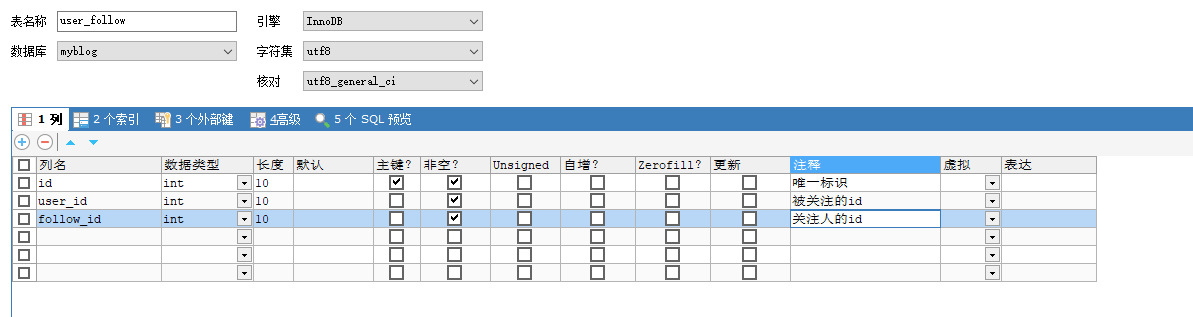 表名称 user_follow 引擎 InnoDB
数据库 myblog 字符集 utf8
核对 utf8_general_ci
1 列 2 个索引 3 个外部键 4高级 5 个 SQL 预览
列名 数据类型 长度 默认 主键? 非空? Unsigned 自增? Zerofill? 更新 注释 虚拟 表达
id int 10 唯一标识
user_id int 10 被关注的id
follow_id int 10 关注人的id